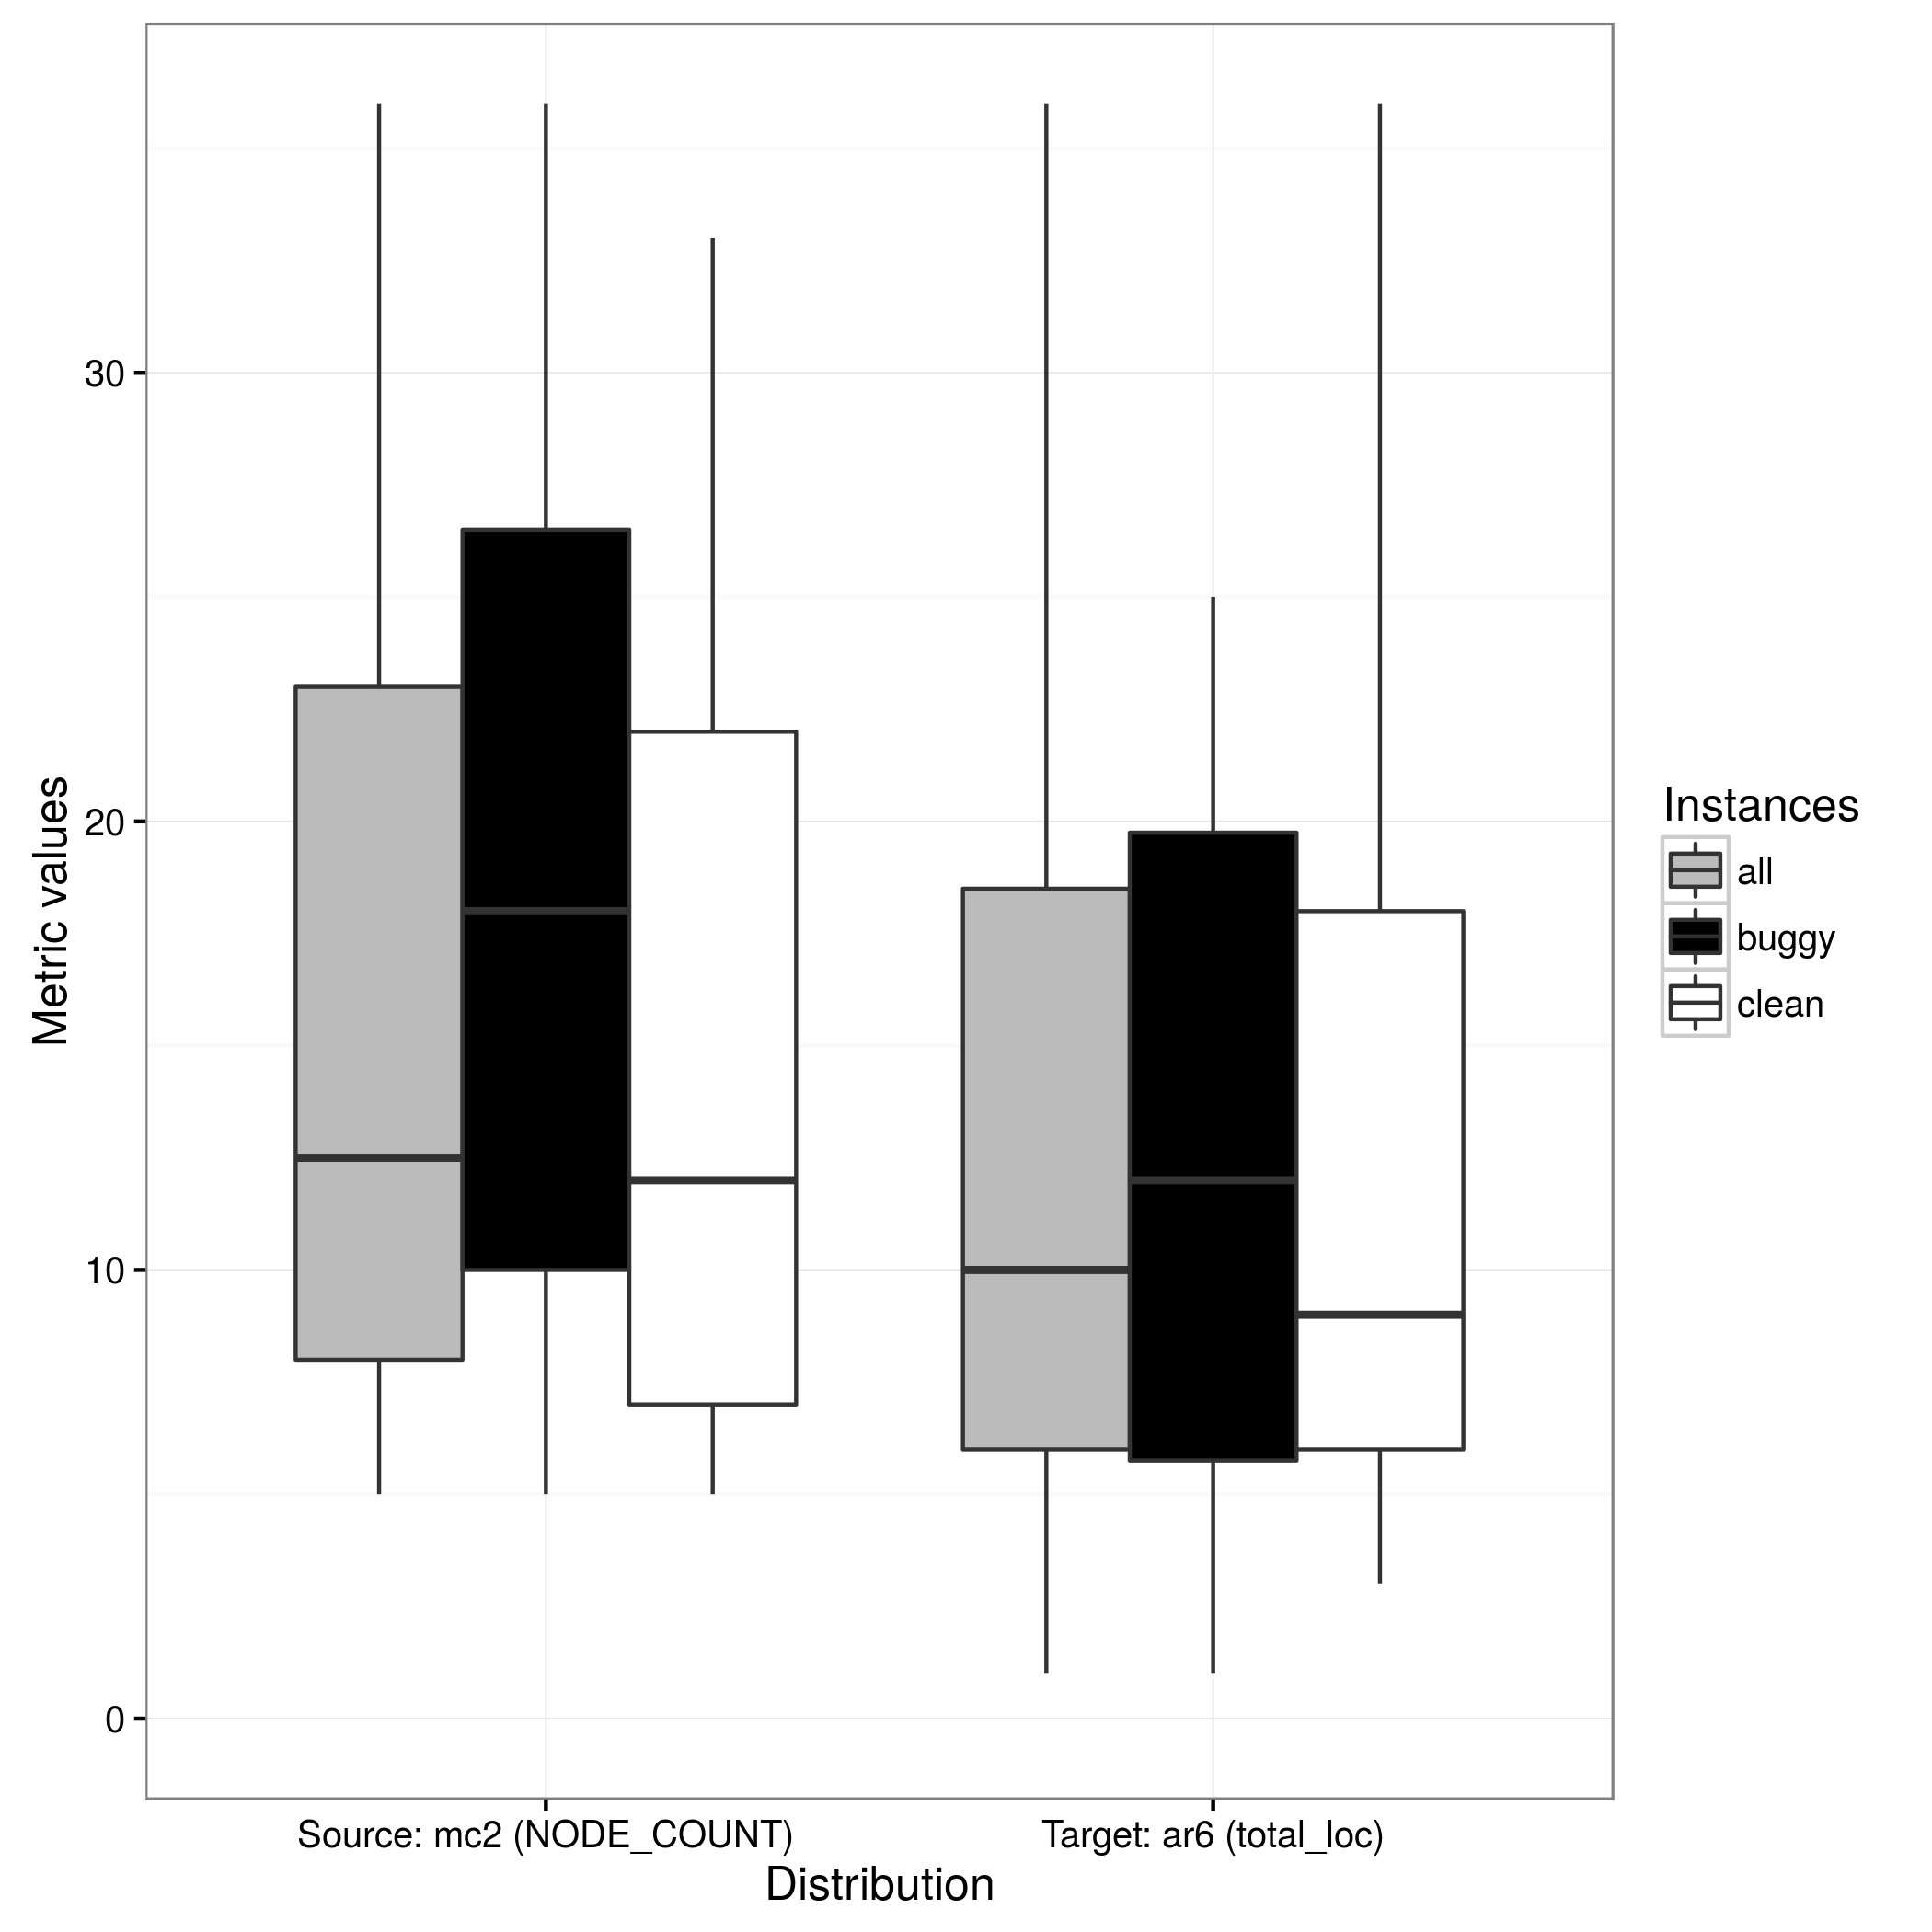 Metric values
30
20
10
0
Source: mc2 (NODE_COUNT)
Target: ar6 (total_loc)
Distribution
Instances
all
buggy
clean